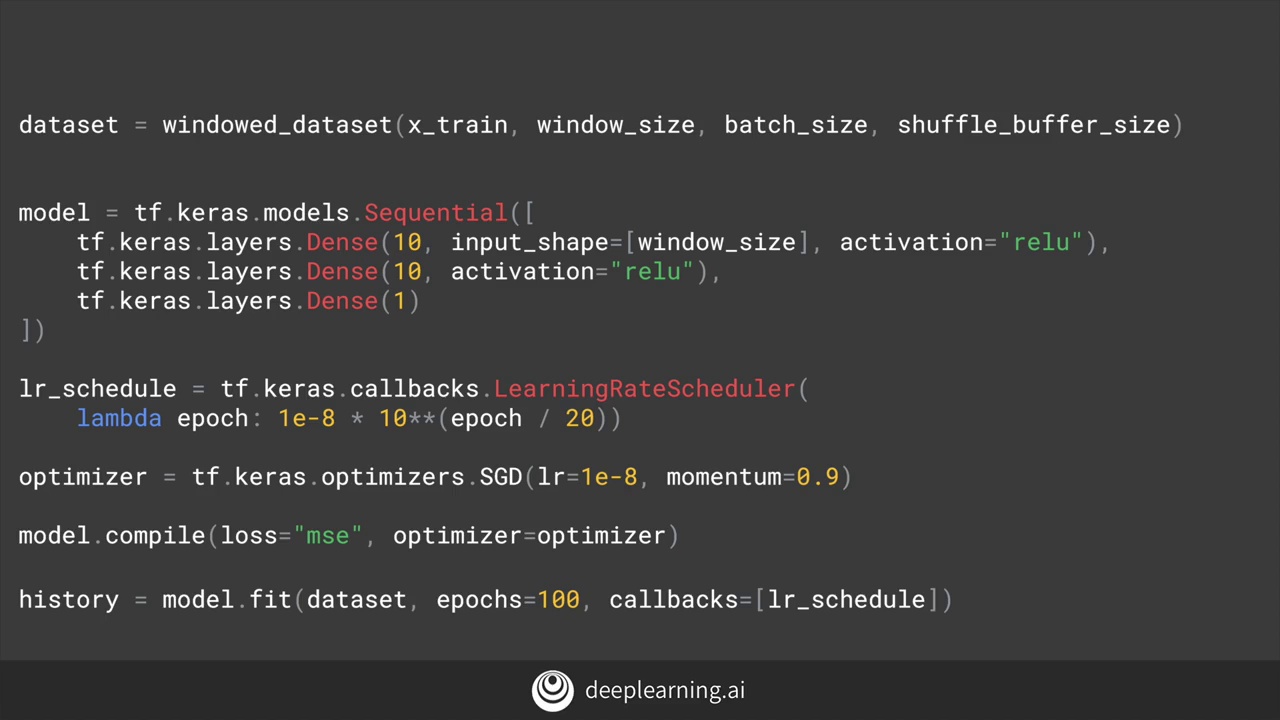 dataset = windowed_dataset(x_train, window_size, batch_size, shuffle_buffer_size)
model = tf.keras.models.Sequential([
    tf.keras.layers.Dense(10, input_shape=[window_size], activation="relu"),
    tf.keras.layers.Dense(10, activation="relu"),
    tf.keras.layers.Dense(1)
])
lr_schedule = tf.keras.callbacks.LearningRateScheduler(
    lambda epoch: 1e-8 * 10**(epoch / 20))
optimizer = tf.keras.optimizers.SGD(lr=1e-8, momentum=0.9)
model.compile(loss="mse", optimizer=optimizer)
history = model.fit(dataset, epochs=100, callbacks=[lr_schedule])
deeplearning.ai